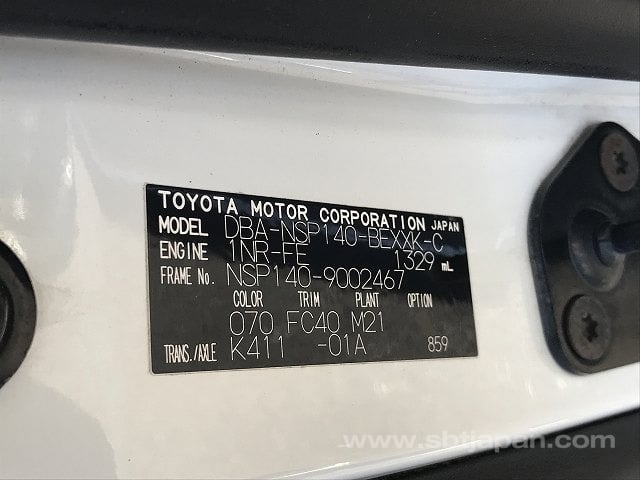 TOYOTA MOTOR CORPORATION JAPAN
MODEL DBA-NSP140-BEXXK-C
ENGINE 1NR-FE 1329 mL
FRAME No. NSP140-9002467
COLOR TRIM PLANT OPTION
070 FC40 M21
TRANS./AXLE K411 -01A 859
www.sbtjapan.com